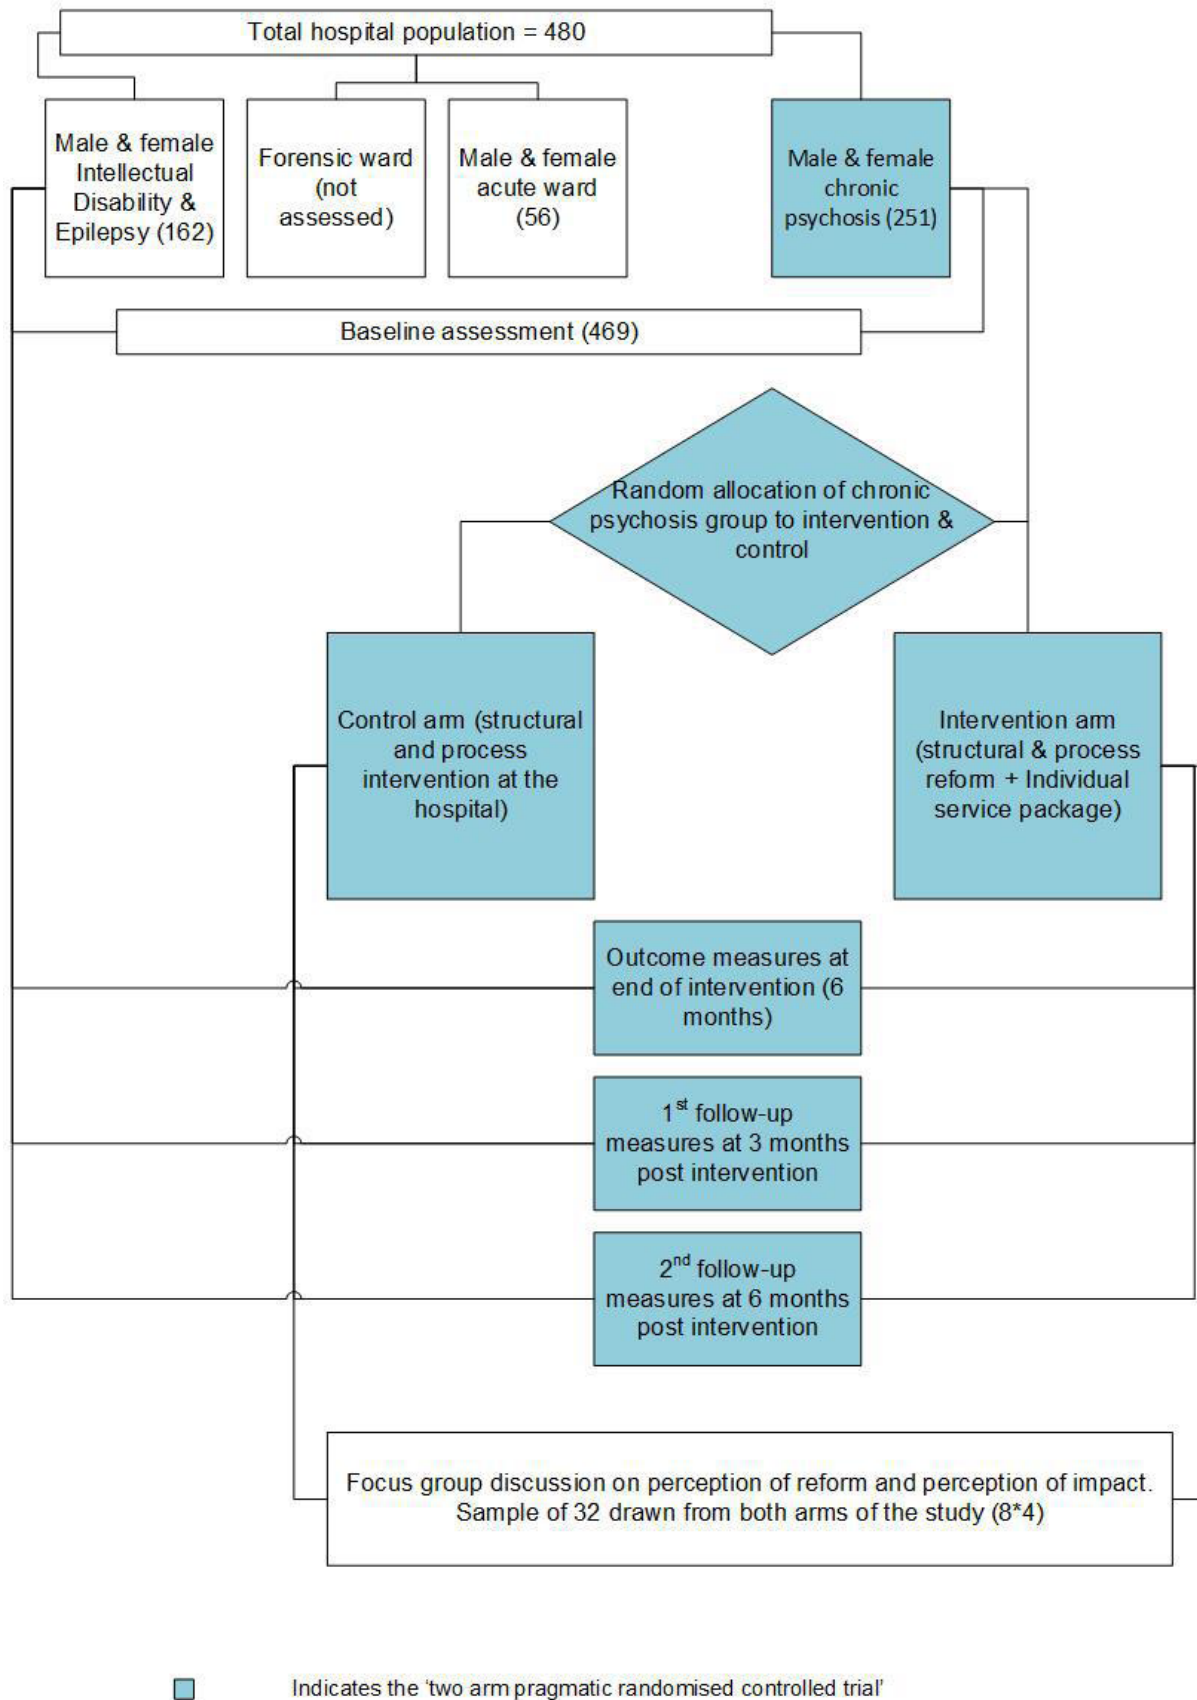 Total hospital population = 480
Male & female
Intellectual
Disability &
Epilepsy (162)
Forensic ward
(not
assessed)
Male & female
acute ward
(56)
Male & female
chronic
psychosis (251)
Baseline assessment (469)
Random allocation of chronic
psychosis group to intervention &
control
Control arm (structural
and process
intervention at the
hospital)
Intervention arm
(structural & process
reform + Individual
service package)
Outcome measures at
end of intervention (6
months)
1st follow-up
measures at 3 months
post intervention
2nd follow-up
measures at 6 months
post intervention
Focus group discussion on perception of reform and perception of impact.
Sample of 32 drawn from both arms of the study (8*4)
Indicates the ‘two arm pragmatic randomised controlled trial’